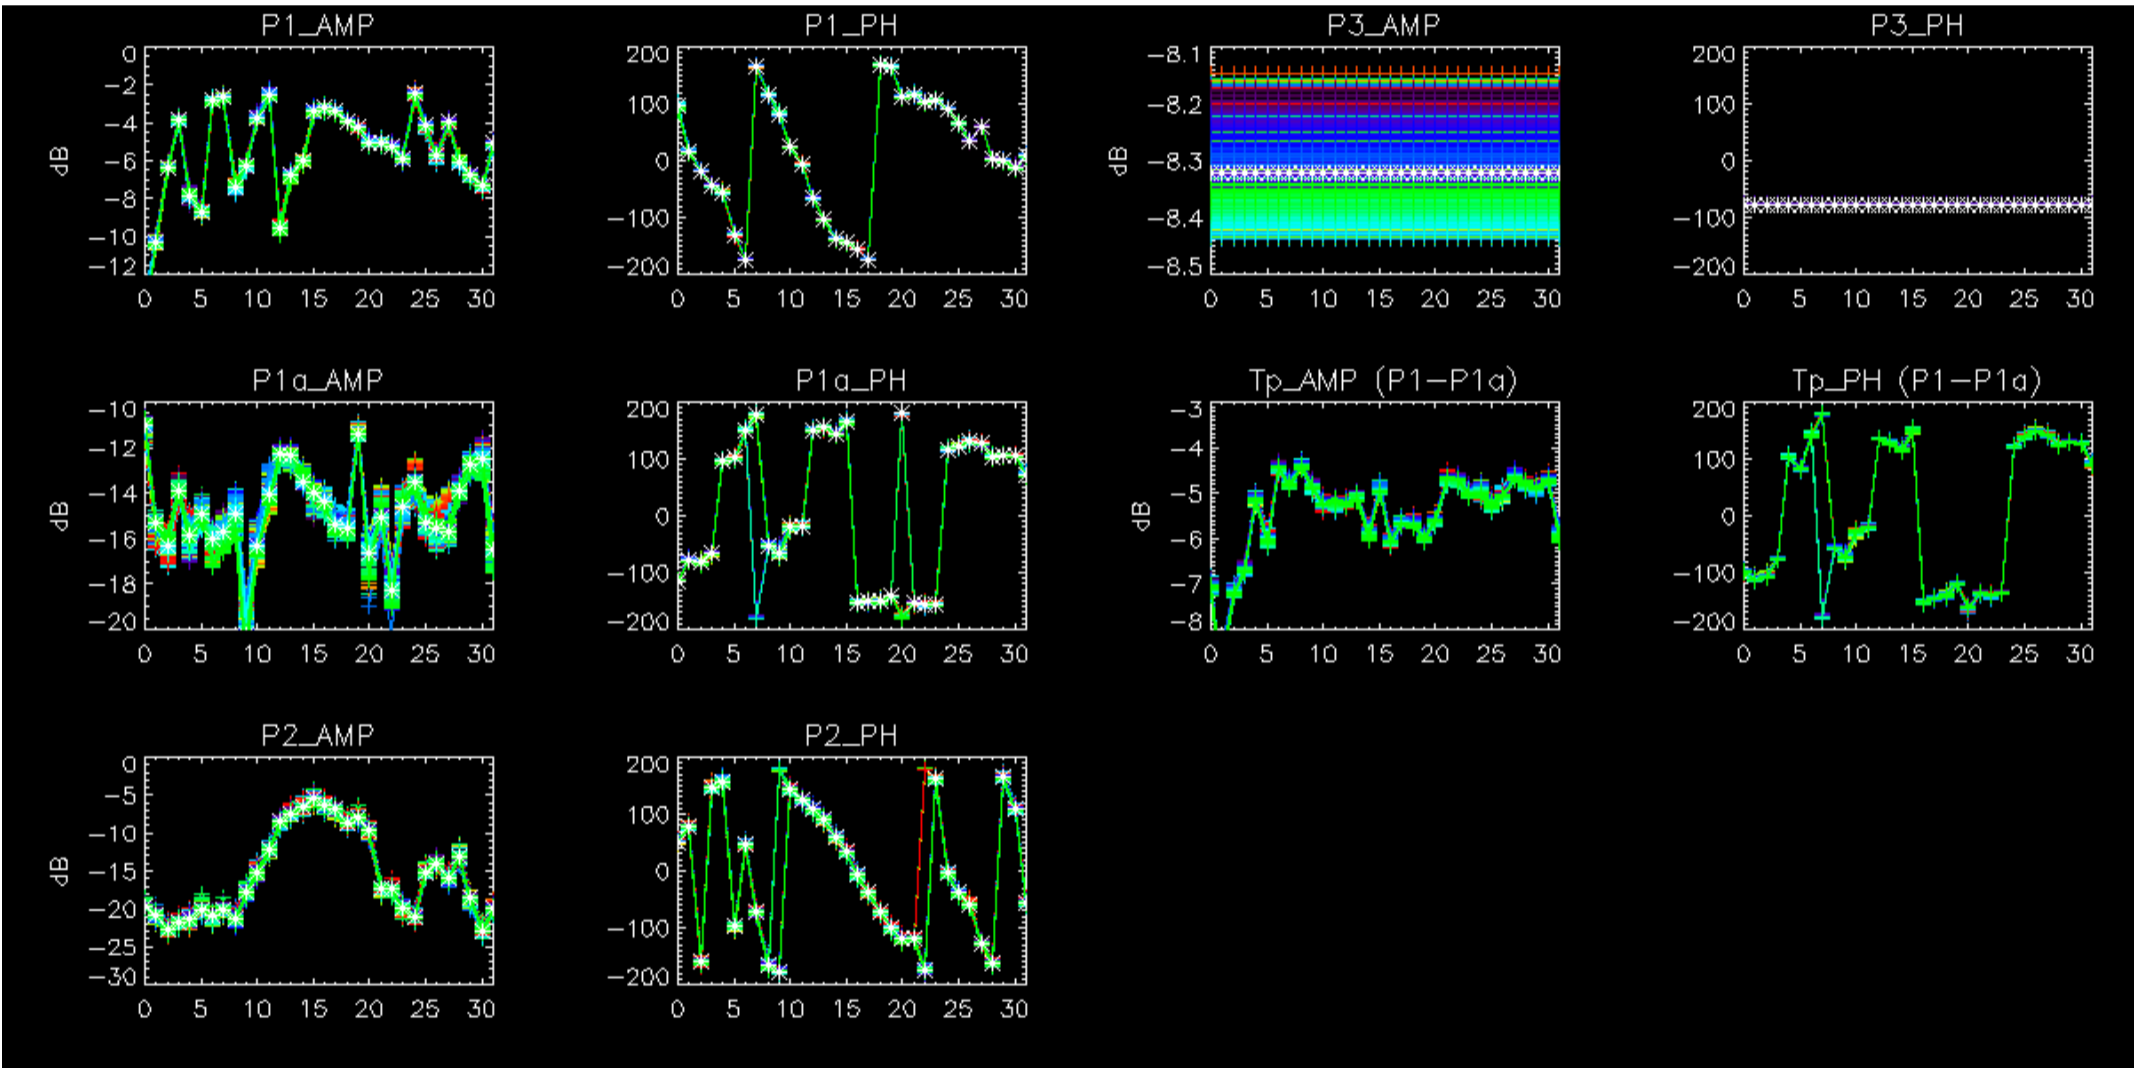 P1_AMP
P1_PH
P3_AMP
P3_PH
0
-2
-4
-6
-8
-10
-12
dB
0 5 10 15 20 25 30
200
100
0
-100
-200
0 5 10 15 20 25 30
-8.1
-8.2
-8.3
-8.4
-8.5
dB
0 5 10 15 20 25 30
200
100
0
-100
-200
0 5 10 15 20 25 30
P1a_AMP
P1a_PH
Tp_AMP (P1-P1a)
Tp_PH (P1-P1a)
-10
-12
-14
-16
-18
-20
dB
0 5 10 15 20 25 30
200
100
0
-100
-200
0 5 10 15 20 25 30
-3
-4
-5
-6
-7
-8
dB
0 5 10 15 20 25 30
200
100
0
-100
-200
0 5 10 15 20 25 30
P2_AMP
P2_PH
0
-5
-10
-15
-20
-25
-30
dB
0 5 10 15 20 25 30
200
100
0
-100
-200
0 5 10 15 20 25 30